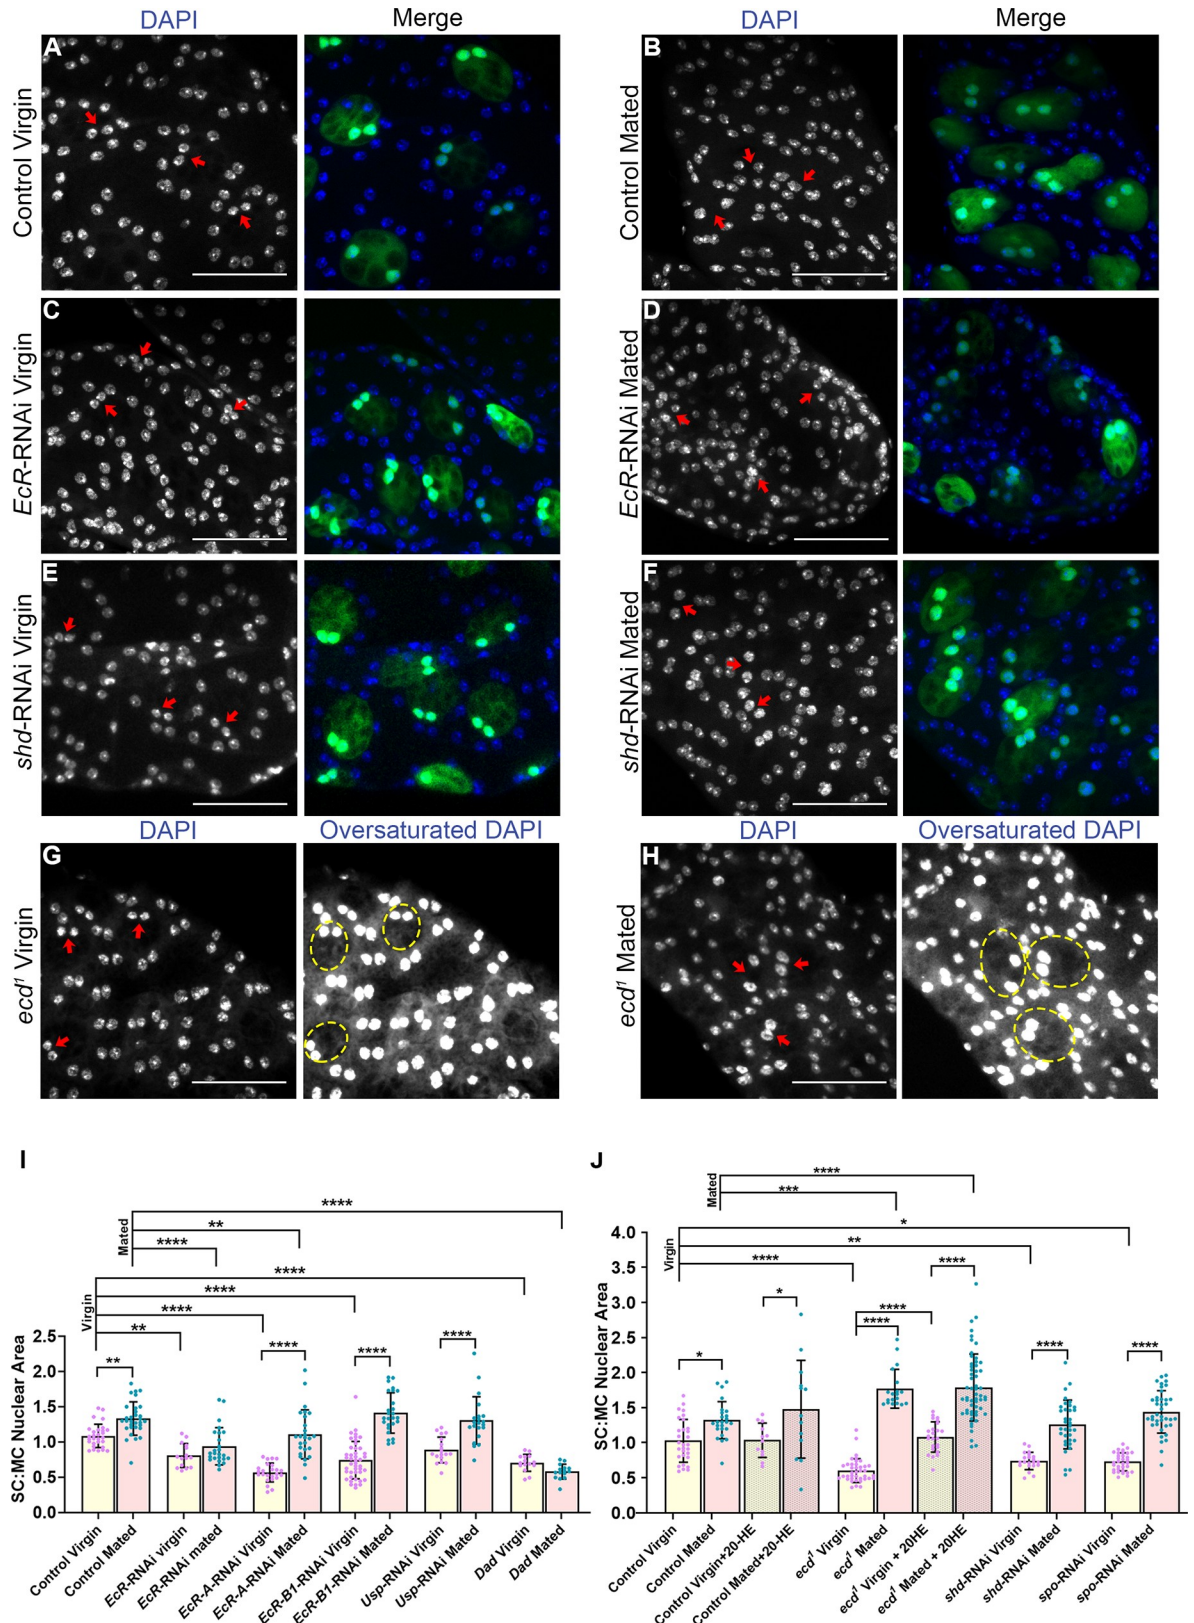 DAPI Merge DAPI Merge
A B
Control Virgin
Control Mated
C D
EcR-RNAi Virgin
EcR-RNAi Mated
E F
shd-RNAi Virgin
shd-RNAi Mated
DAPI Oversaturated DAPI DAPI Oversaturated DAPI
G H
ecd¹ Virgin
ecd¹ Mated
I
Mated
****
**
****
Virgin
****
****
****
**
**
****
****
****
SC:MC Nuclear Area
2.5
2.0
1.5
1.0
0.5
0.0
Control Virgin
Control Mated
EcR-RNAi virgin
EcR-RNAi mated
EcR-A-RNAi Virgin
EcR-A-RNAi Mated
EcR-B1-RNAi Virgin
EcR-B1-RNAi Mated
Usp-RNAi Virgin
Usp-RNAi Mated
Dad Virgin
Dad Mated
J
Mated
****
***
Virgin
*
**
****
****
*
****
****
*
****
****
SC:MC Nuclear Area
4.0
3.5
3.0
2.5
2.0
1.5
1.0
0.5
0.0
Control Virgin
Control Mated
Control Virgin+20-HE
Control Mated+20-HE
ecd¹ Virgin
ecd¹ Mated
ecd¹ Virgin + 20HE
ecd¹ Mated + 20HE
shd-RNAi Virgin
shd-RNAi Mated
spo-RNAi Virgin
spo-RNAi Mated